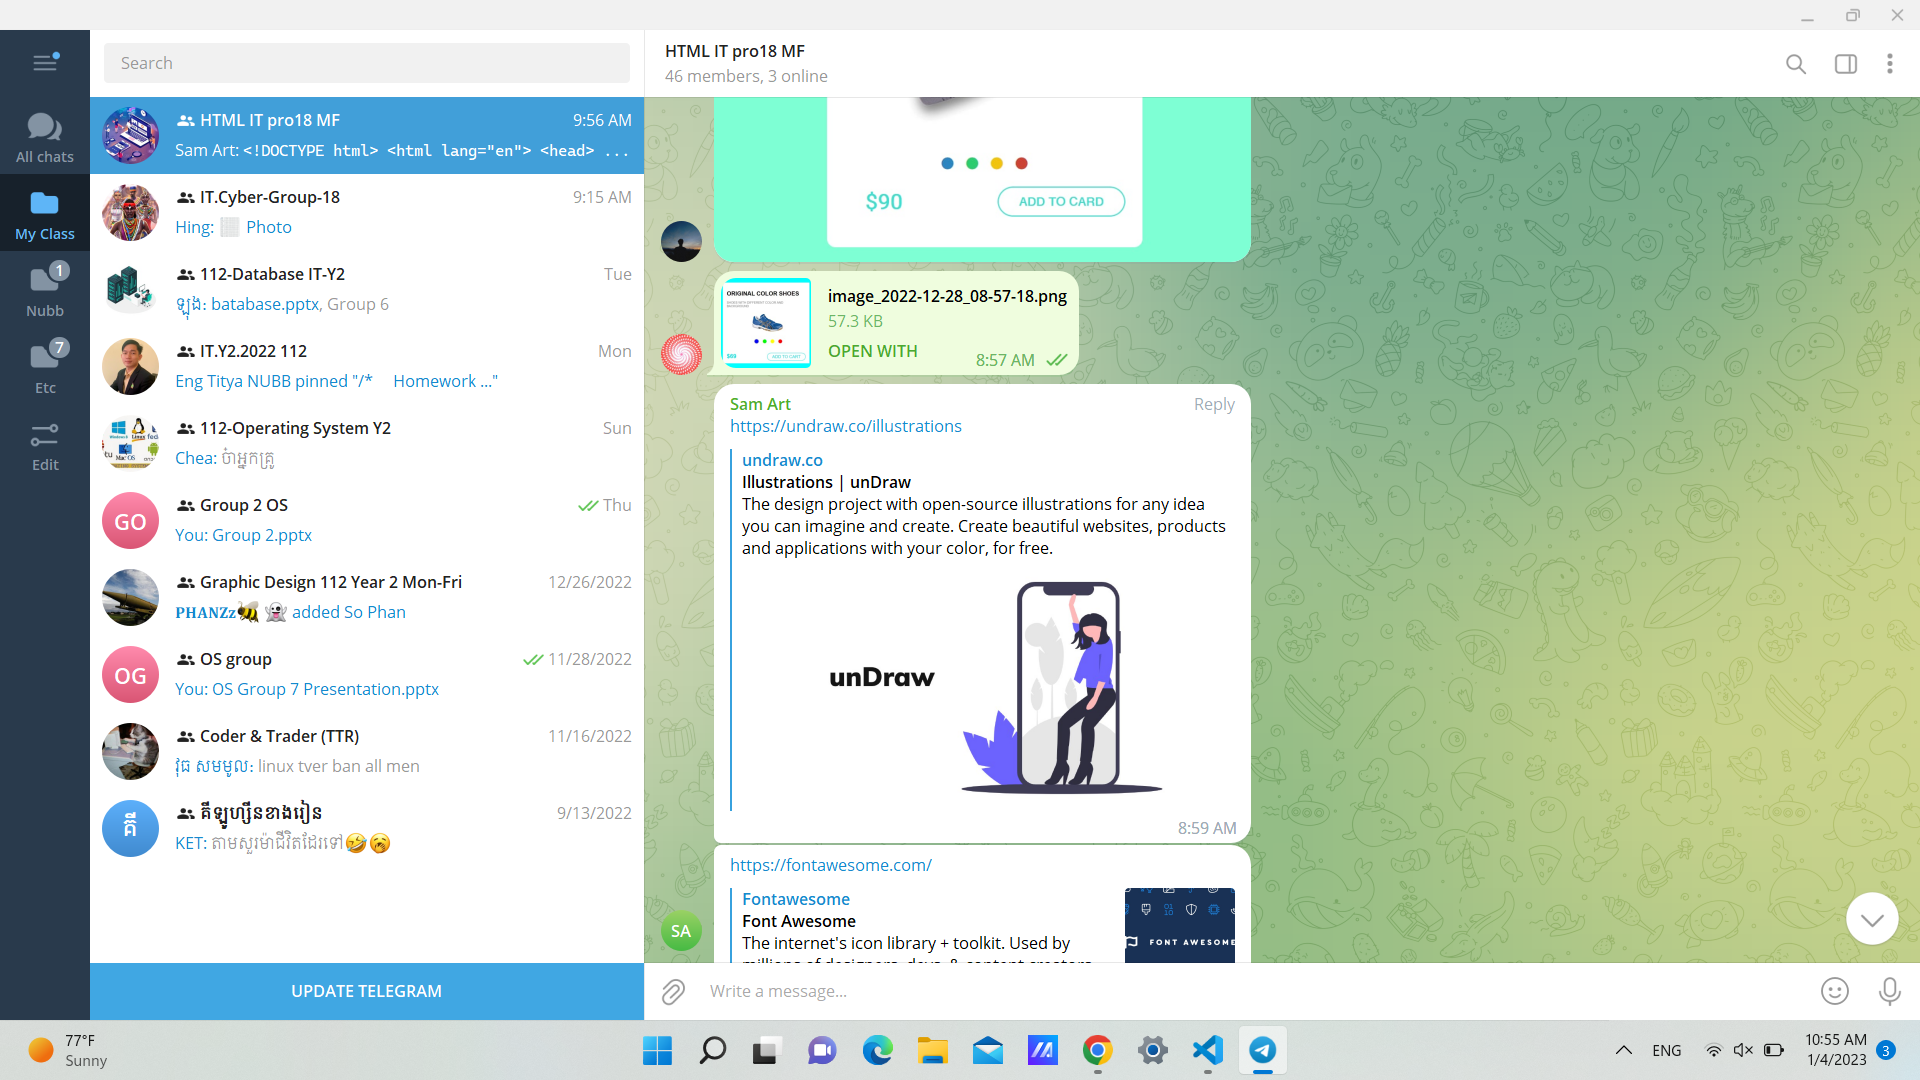 Search
All chats
My Class
1
Nubb
7
Etc
Edit
HTML IT pro18 MF 9:56 AM
Sam Art: <!DOCTYPE html> <html lang="en"> <head> ...
IT.Cyber-Group-18 9:15 AM
Hing: Photo
112-Database IT-Y2 Tue
ឡុង: batabase.pptx, Group 6
IT.Y2.2022 112 Mon
Eng Titya NUBB pinned "/* Homework ..."
112-Operating System Y2 Sun
Chea: ចំាអ្នកគ្រូ
GO
Group 2 OS Thu
You: Group 2.pptx
Graphic Design 112 Year 2 Mon-Fri 12/26/2022
PHANZz🐝 👻 added So Phan
OG
OS group 11/28/2022
You: OS Group 7 Presentation.pptx
Coder & Trader (TTR) 11/16/2022
វុធ សមមូល: linux tver ban all men
គី
គីឡូហ្សឺនខាងរៀន 9/13/2022
KET: តាមសួរម៉ាជីវិតដែរទៅ🤣🥱
UPDATE TELEGRAM
HTML IT pro18 MF
46 members, 3 online
$90 ADD TO CARD
ORIGINAL COLOR SHOES
ADD TO CART
image_2022-12-28_08-57-18.png
57.3 KB
OPEN WITH
8:57 AM
Sam Art Reply
https://undraw.co/illustrations
undraw.co
Illustrations | unDraw
The design project with open-source illustrations for any idea
you can imagine and create. Create beautiful websites, products
and applications with your color, for free.
unDraw
8:59 AM
https://fontawesome.com/
Fontawesome
Font Awesome
The internet's icon library + toolkit. Used by
millions of designers, devs, & content creators
FONT AWESOME
SA
Write a message...
77°F
Sunny
ENG
10:55 AM
1/4/2023
3